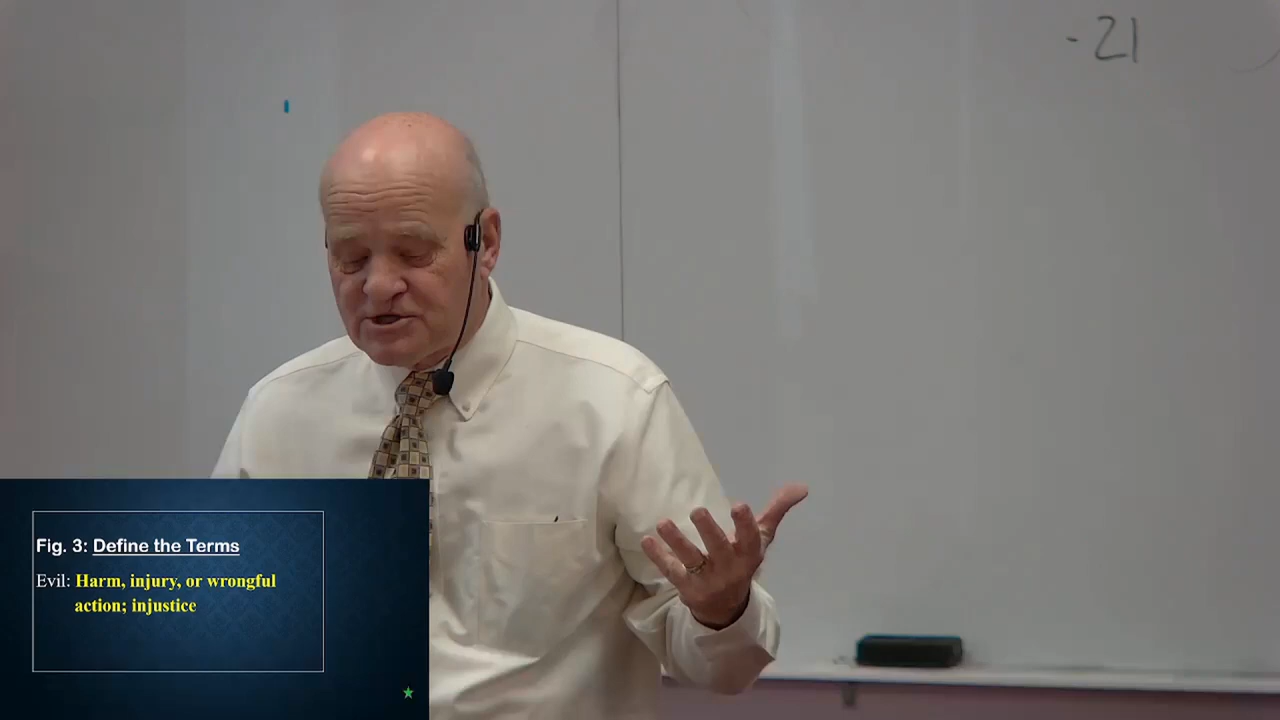 -21
Fig. 3: Define the Terms
Evil: Harm, injury, or wrongful
action; injustice